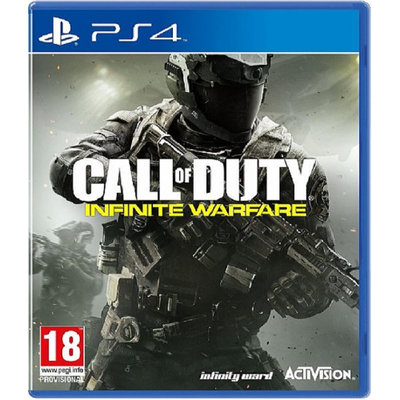 PS4
CALL OF DUTY
INFINITE WARFARE
18
www.pegi.info
PROVISIONAL
infinity ward
ACTIVISION